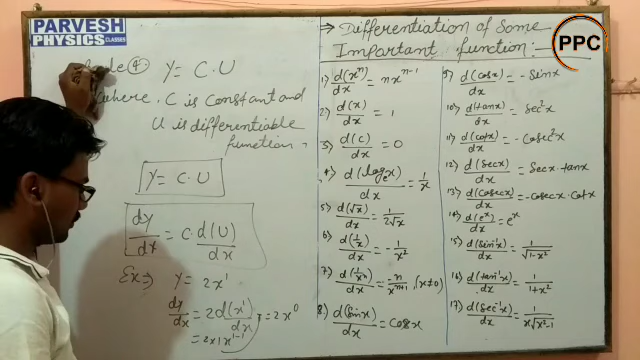 PARVESH
PHYSICS CLASSES
PPC
④ Y = C·U
where, C is constant and
U is differentiable
function
Y = C·U
dy/dx = C·d(U)/dx
Ex ⇒ Y = 2x¹
dy/dx = 2d(x¹)/dx
= 2x1x¹⁻¹
= 2x⁰
⇒ Differentiation of Some
Important function:-
1) d(xⁿ)/dx = nxⁿ⁻¹
2) d(x)/dx = 1
3) d(c)/dx = 0
4) d(logₑx)/dx = 1/x
5) d(√x)/dx = 1/2√x
6) d(1/x)/dx = -1/x²
7) d(1/xⁿ)/dx = -n/xⁿ⁺¹, (x≠0)
8) d(sinx)/dx = cosx
9) d(cosx)/dx = -sinx
10) d(tanx)/dx = sec²x
11) d(cotx)/dx = -cosec²x
12) d(secx)/dx = secx·tanx
13) d(cosecx)/dx = -cosecx·cotx
14) d(eˣ)/dx = eˣ
15) d(sin⁻¹x)/dx = 1/√1-x²
16) d(tan⁻¹x)/dx = 1/1+x²
17) d(sec⁻¹x)/dx = 1/x√x²-1